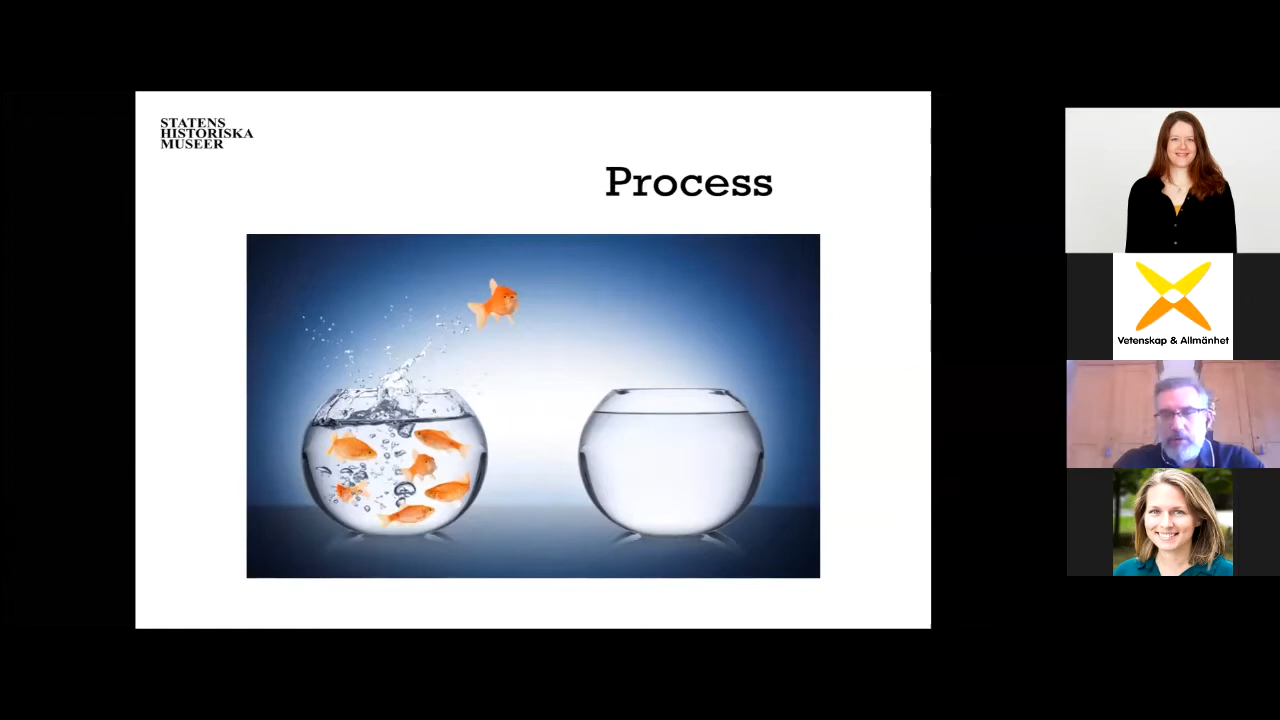 STATENS
HISTORISKA
MUSEER
Process
Vetenskap & Allmänhet